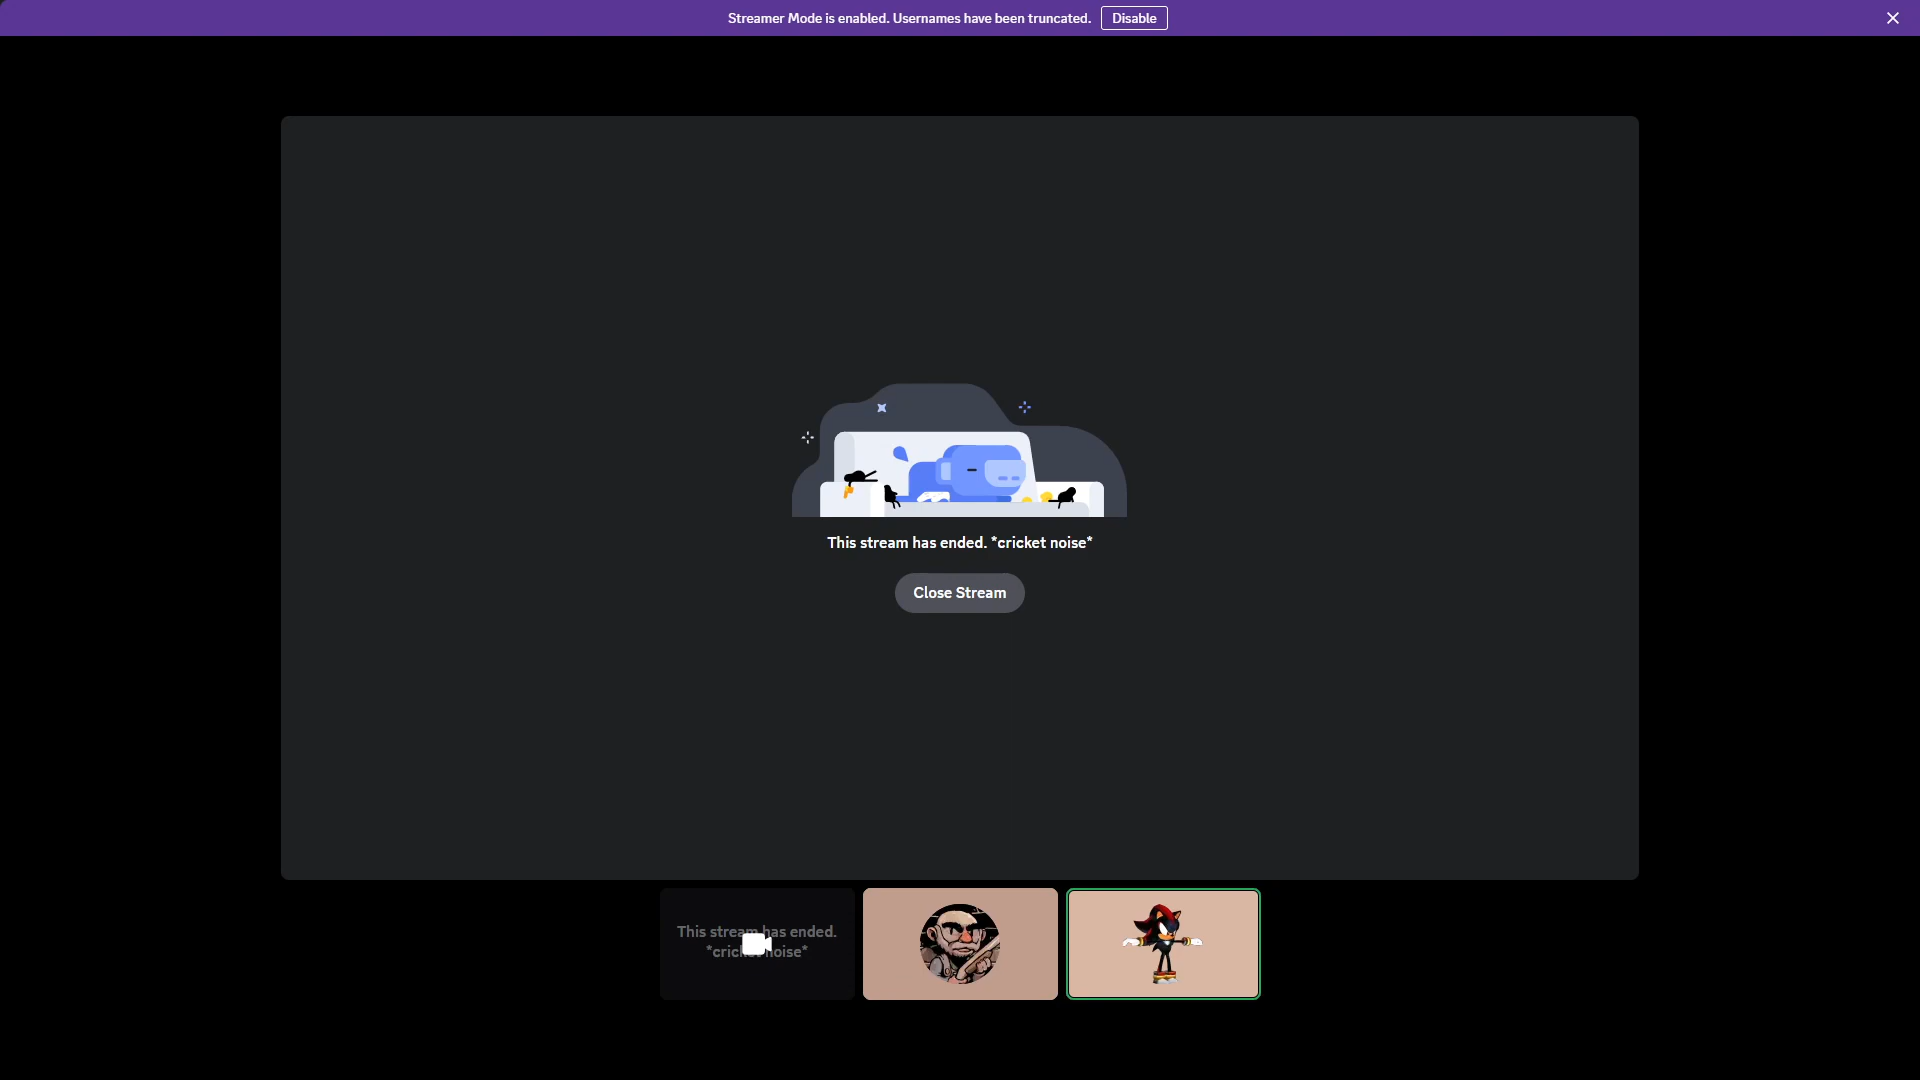 Streamer Mode is enabled. Usernames have been truncated. Disable
This stream has ended. *cricket noise*
Close Stream
This stream has ended.
*cricket noise*